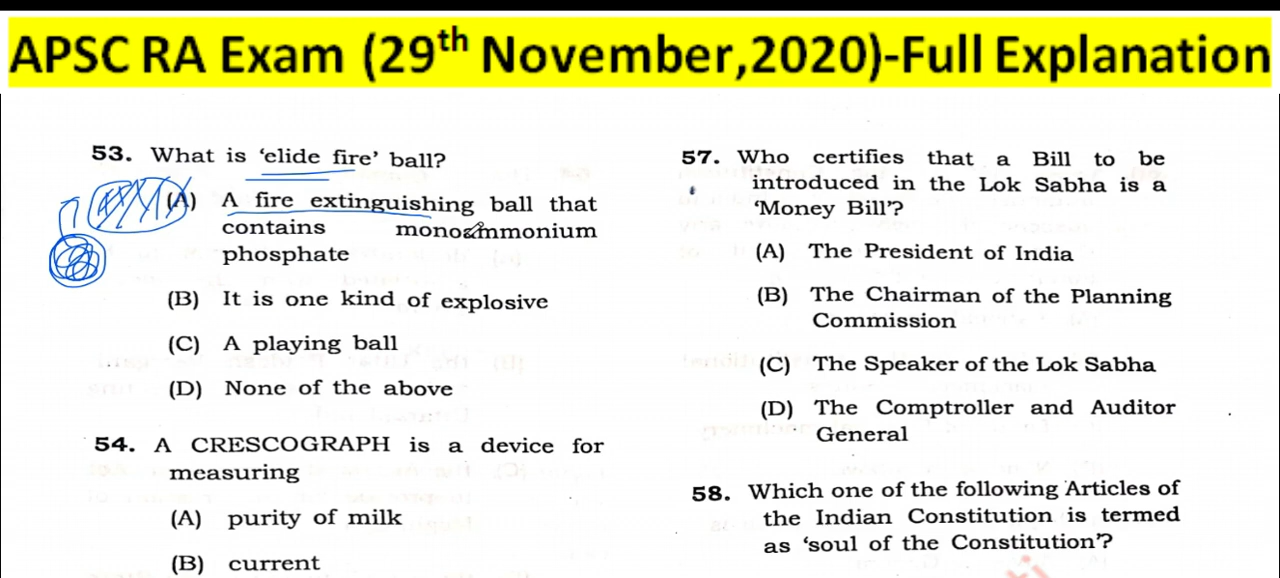 APSC RA Exam (29th November,2020)-Full Explanation
53. What is ‘elide fire’ ball?
(A) A fire extinguishing ball that
contains monoammonium
phosphate
(B) It is one kind of explosive
(C) A playing ball
(D) None of the above
54. A CRESCOGRAPH is a device for
measuring
(A) purity of milk
(B) current
57. Who certifies that a Bill to be
introduced in the Lok Sabha is a
‘Money Bill’?
(A) The President of India
(B) The Chairman of the Planning
Commission
(C) The Speaker of the Lok Sabha
(D) The Comptroller and Auditor
General
58. Which one of the following Articles of
the Indian Constitution is termed
as ‘soul of the Constitution’?